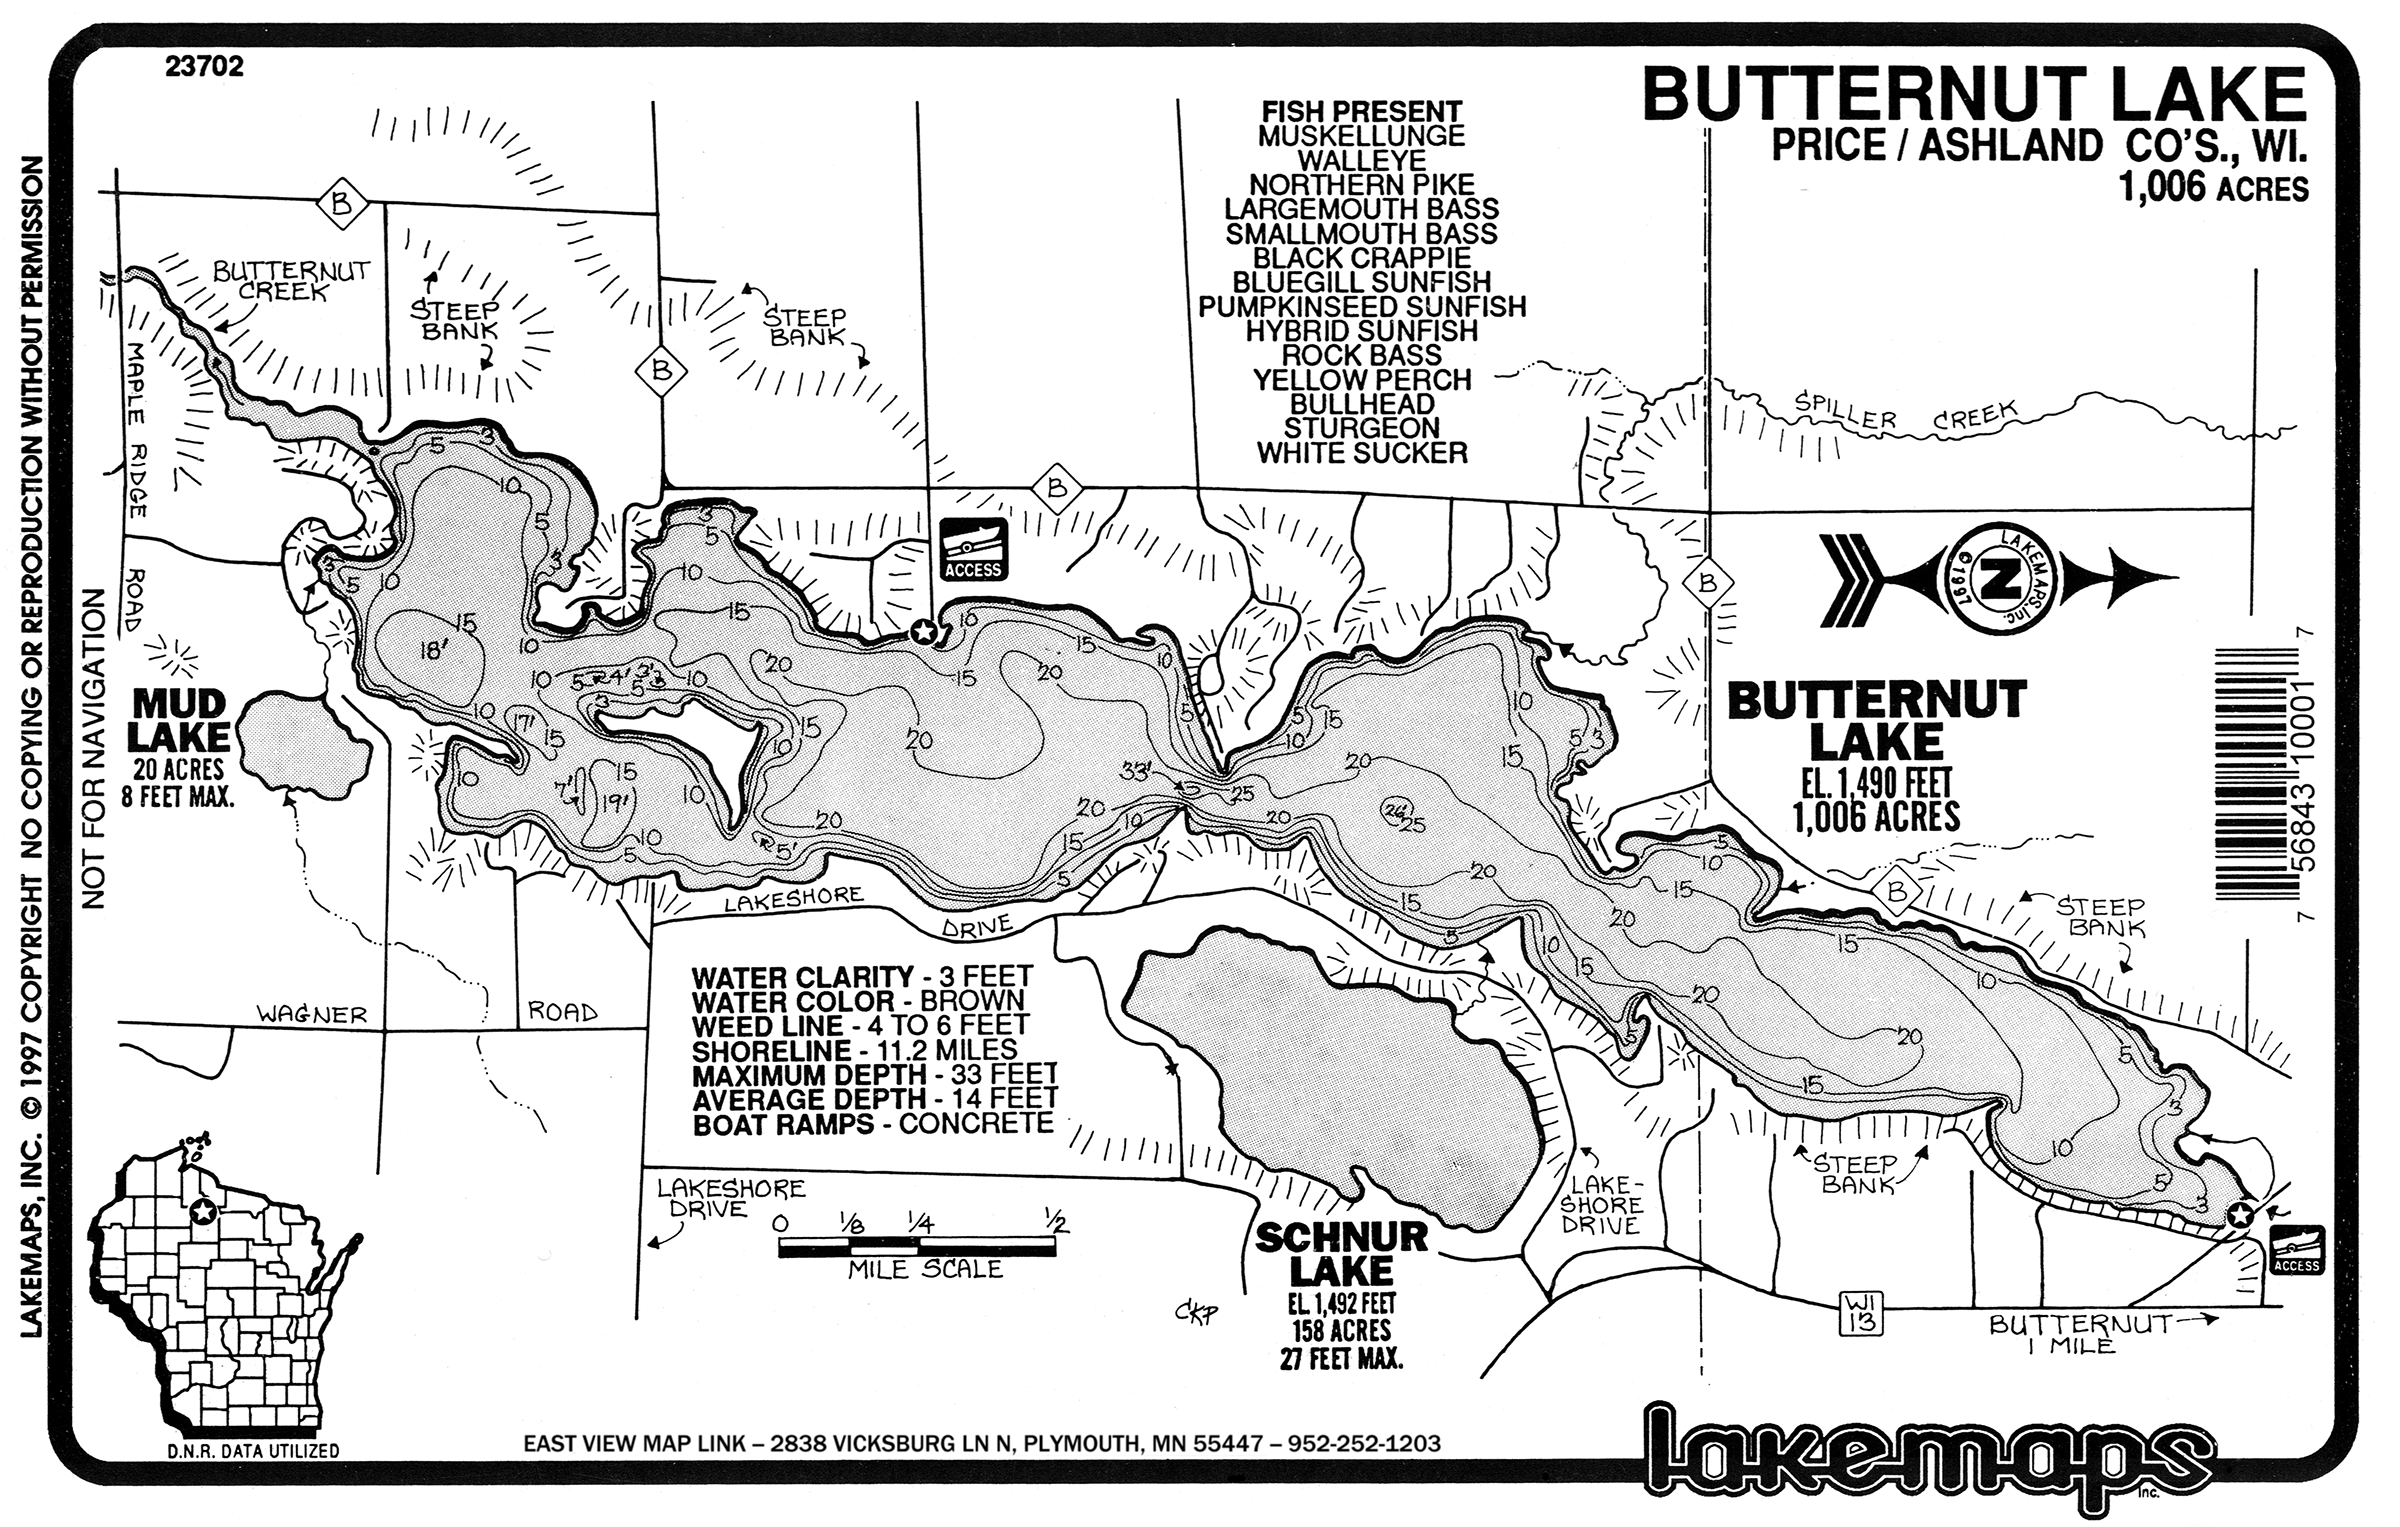 23702
BUTTERNUT LAKE
PRICE / ASHLAND CO'S., WI.
1,006 ACRES
FISH PRESENT
MUSKELLUNGE
WALLEYE
NORTHERN PIKE
LARGEMOUTH BASS
SMALLMOUTH BASS
BLACK CRAPPIE
BLUEGILL SUNFISH
PUMPKINSEED SUNFISH
HYBRID SUNFISH
ROCK BASS
YELLOW PERCH
BULLHEAD
STURGEON
WHITE SUCKER
LAKEMAPS, INC. © 1997 COPYRIGHT NO COPYING OR REPRODUCTION WITHOUT PERMISSION
NOT FOR NAVIGATION
B
BUTTERNUT
CREEK
STEEP
BANK
STEEP
BANK
B
B
MAPLE RIDGE ROAD
SPILLER CREEK
ACCESS
B
LAKEMAPS, Inc.
© 1997
N
MUD
LAKE
20 ACRES
8 FEET MAX.
BUTTERNUT
LAKE
EL. 1,490 FEET
1,006 ACRES
7 56843 10001 7
5 3
10
5
3
3 5 10
15
18'
10
3
5
10
15
10 5 4' 3' 3 10
5
3
20
15
10
10
15
10
15
20
20
5
10 17' 15
10
7'
15
19'
10
10
5
5'
20
20
15
10
5
33'
25
20
5
10
15
20
26'
25
20
15
5
10
15
5 3
5
10
15
20
10
15
5
20
15
10
20
15
5
3
10
5
3
B
STEEP
BANK
LAKESHORE DRIVE
WAGNER ROAD
WATER CLARITY - 3 FEET
WATER COLOR - BROWN
WEED LINE - 4 TO 6 FEET
SHORELINE - 11.2 MILES
MAXIMUM DEPTH - 33 FEET
AVERAGE DEPTH - 14 FEET
BOAT RAMPS - CONCRETE
LAKESHORE
DRIVE
0 1/8 1/4 1/2
MILE SCALE
SCHNUR
LAKE
EL. 1,492 FEET
158 ACRES
27 FEET MAX.
CKP
LAKE-
SHORE
DRIVE
STEEP
BANK
ACCESS
WI
13
BUTTERNUT
1 MILE
D.N.R. DATA UTILIZED
EAST VIEW MAP LINK – 2838 VICKSBURG LN N, PLYMOUTH, MN 55447 – 952-252-1203
lakemaps
Inc.